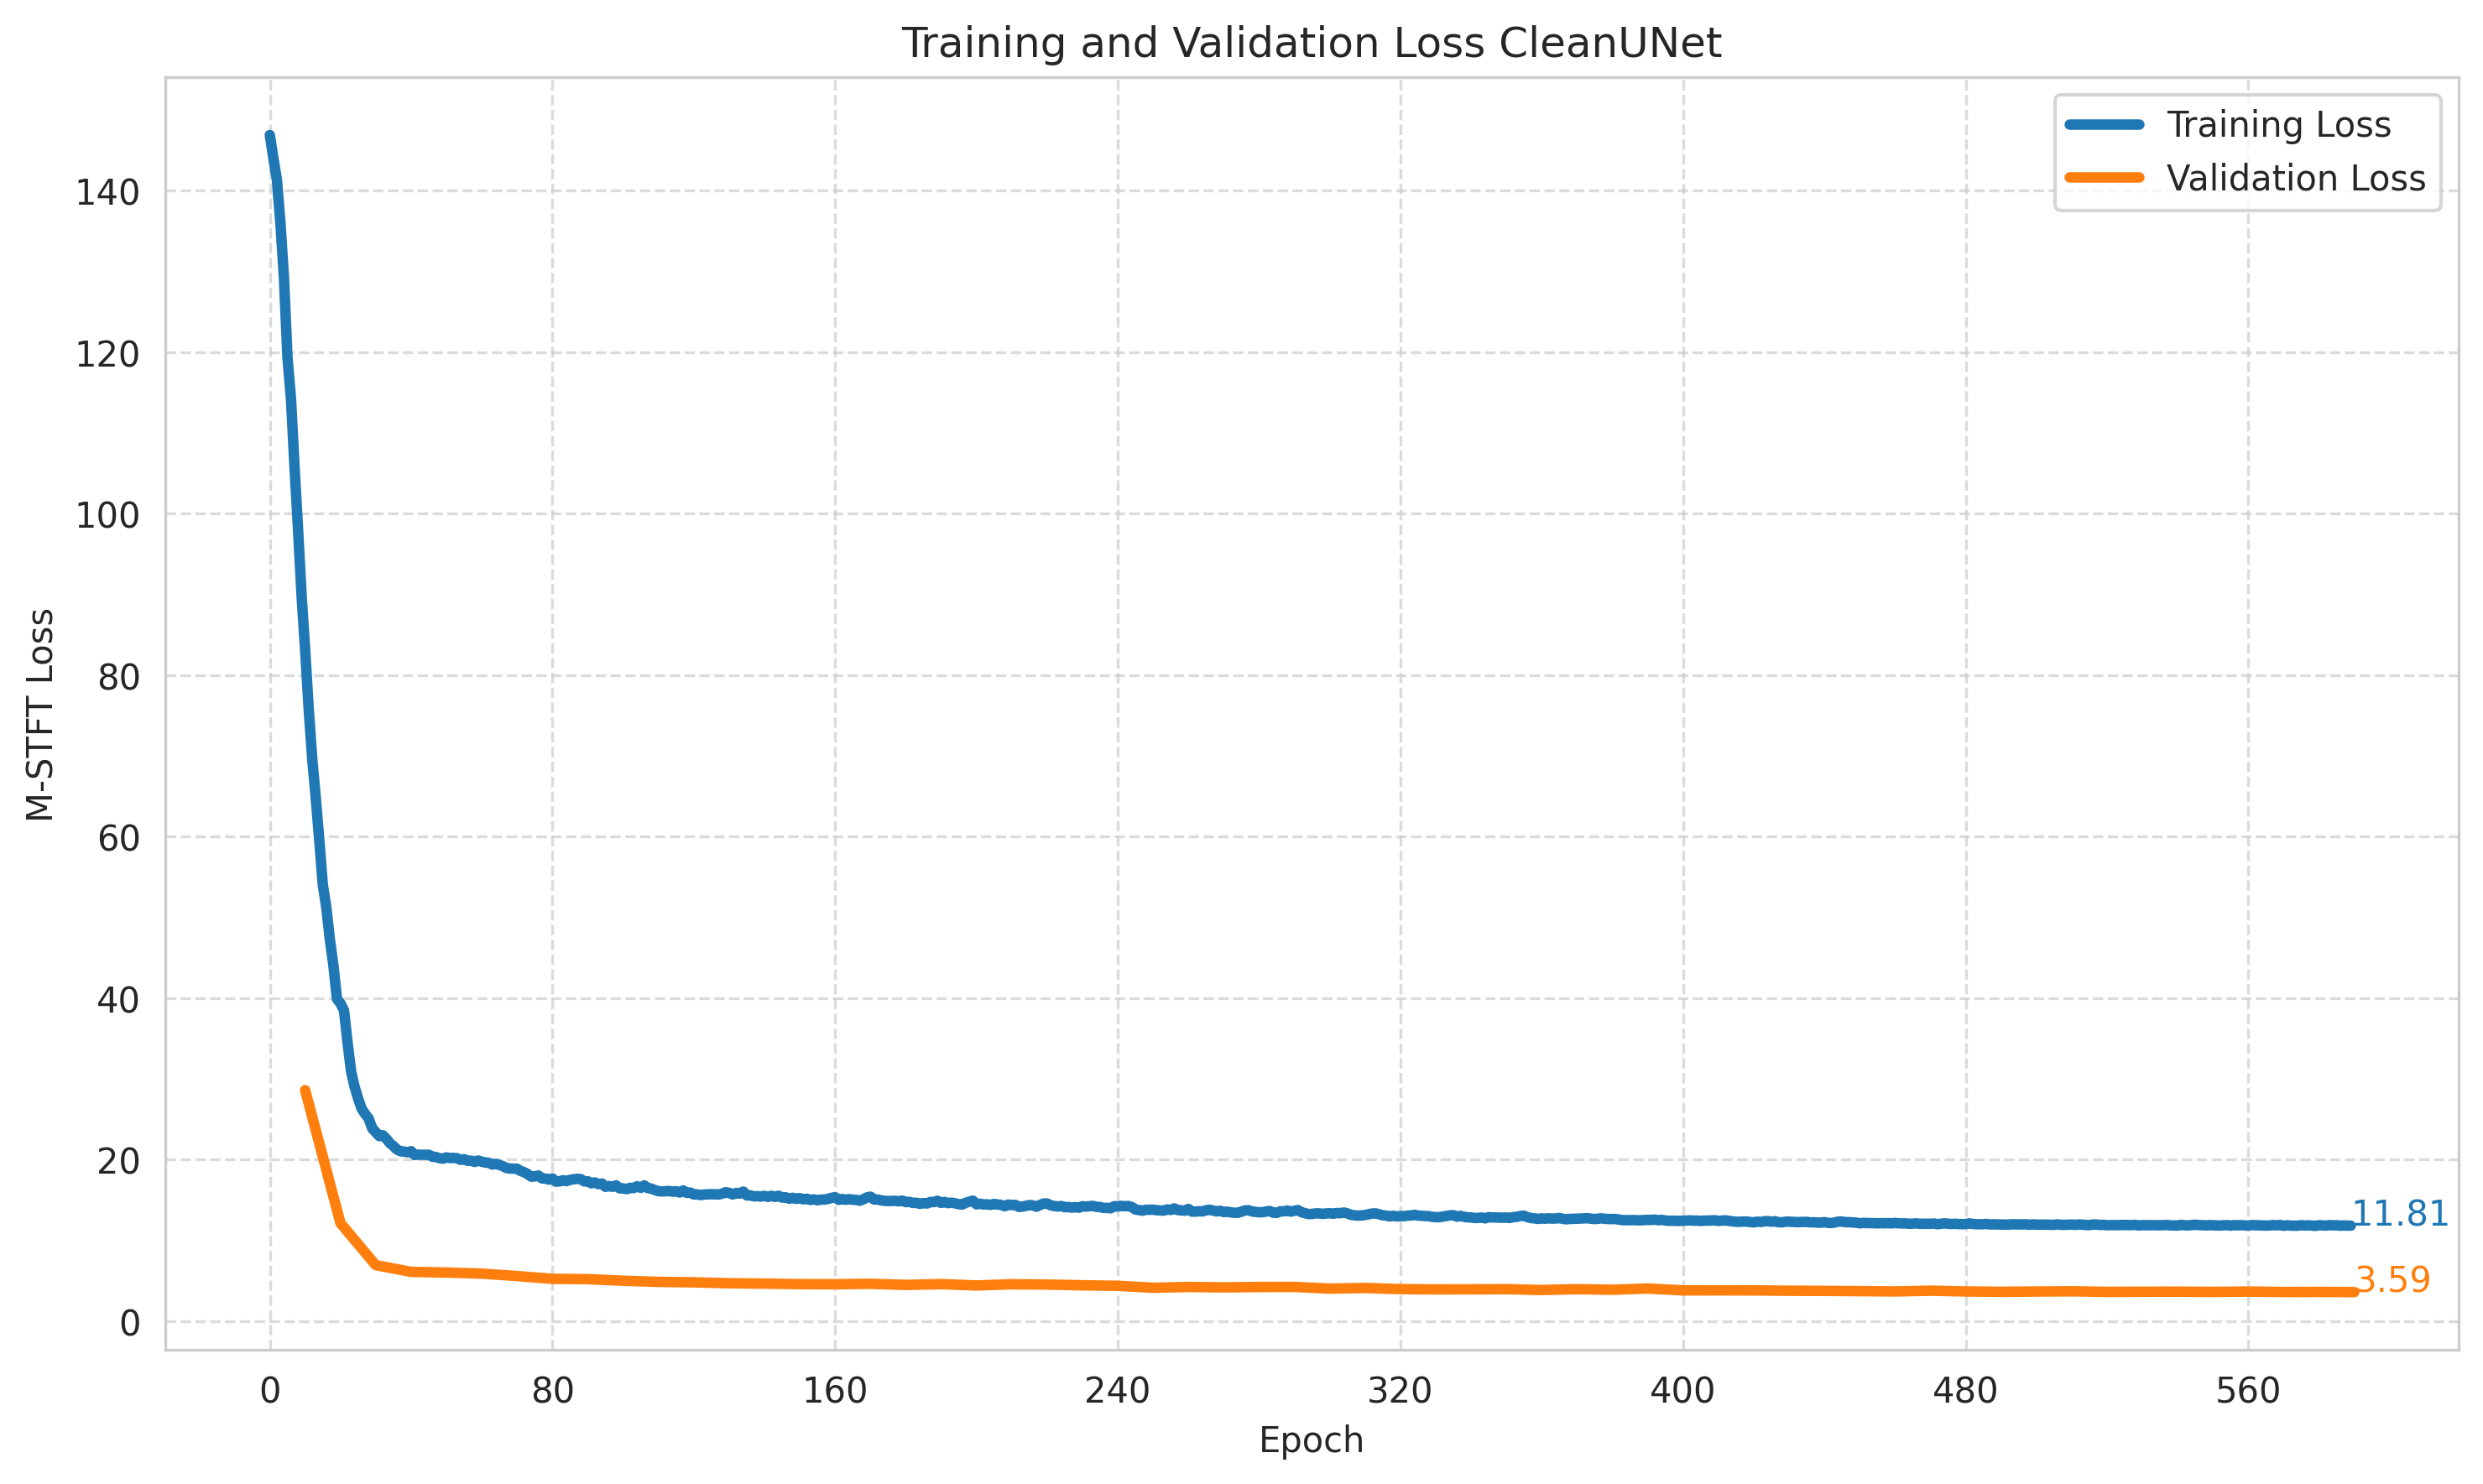 Training and Validation Loss CleanUNet
Training Loss
Validation Loss
M-STFT Loss
140
120
100
80
60
40
20
0
11.81
3.59
0 80 160 240 320 400 480 560
Epoch